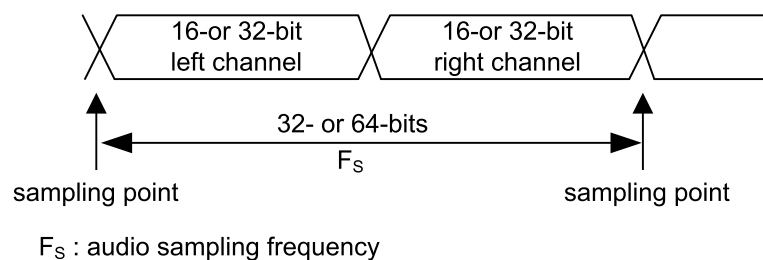 16-or 32-bit
left channel
16-or 32-bit
right channel
32- or 64-bits
Fs
sampling point
sampling point
Fs : audio sampling frequency